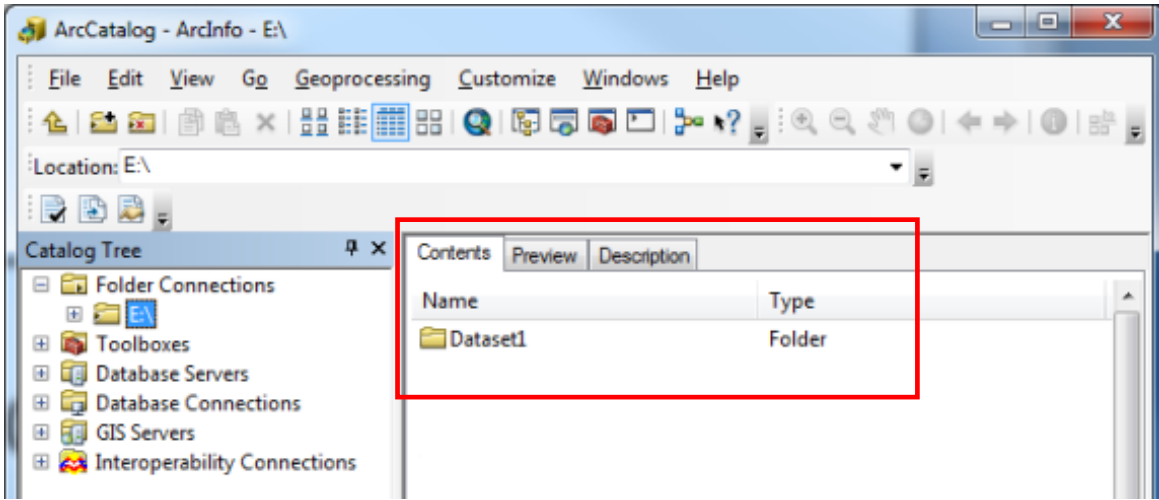 ArcCatalog - ArcInfo - E:\
File Edit View Go Geoprocessing Customize Windows Help
Location: E:\
Catalog Tree
Folder Connections
E:\
Toolboxes
Database Servers
Database Connections
GIS Servers
Interoperability Connections
Contents Preview Description
Name Type
Dataset1 Folder